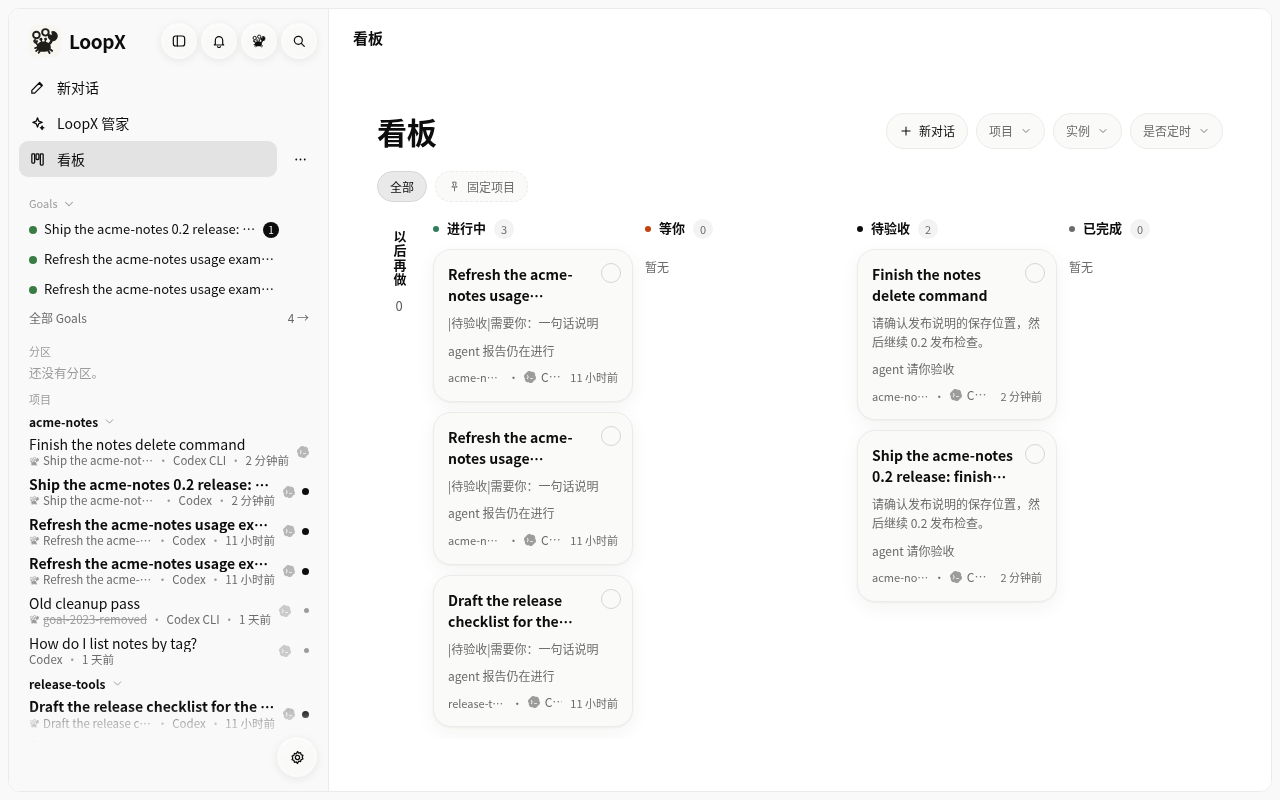 LoopX
新对话
LoopX 管家
看板
Goals
Ship the acme-notes 0.2 release: ···
1
Refresh the acme-notes usage exam···
Refresh the acme-notes usage exam···
全部 Goals
4 →
分区
还没有分区。
项目
acme-notes
Finish the notes delete command
Ship the acme-not··· • Codex CLI • 2 分钟前
Ship the acme-notes 0.2 release: ···
Ship the acme-not··· • Codex • 2 分钟前
Refresh the acme-notes usage ex···
Refresh the acme-··· • Codex • 11 小时前
Refresh the acme-notes usage ex···
Refresh the acme-··· • Codex • 11 小时前
Old cleanup pass
goal-2023-removed • Codex CLI • 1 天前
How do I list notes by tag?
Codex • 1 天前
release-tools
Draft the release checklist for the ···
Draft the release c··· • Codex • 11 小时前
看板
看板
新对话
项目
实例
是否定时
全部
固定项目
以后再做
0
进行中 3
Refresh the acme-
notes usage···
|待验收|需要你：一句话说明
agent 报告仍在进行
acme-n··· • C··· 11 小时前
Refresh the acme-
notes usage···
|待验收|需要你：一句话说明
agent 报告仍在进行
acme-n··· • C··· 11 小时前
Draft the release
checklist for the···
|待验收|需要你：一句话说明
agent 报告仍在进行
release-t··· • C··· 11 小时前
等你 0
暂无
待验收 2
Finish the notes
delete command
请确认发布说明的保存位置，然
后继续 0.2 发布检查。
agent 请你验收
acme-no··· • C··· 2 分钟前
Ship the acme-notes
0.2 release: finish···
请确认发布说明的保存位置，然
后继续 0.2 发布检查。
agent 请你验收
acme-no··· • C··· 2 分钟前
已完成 0
暂无